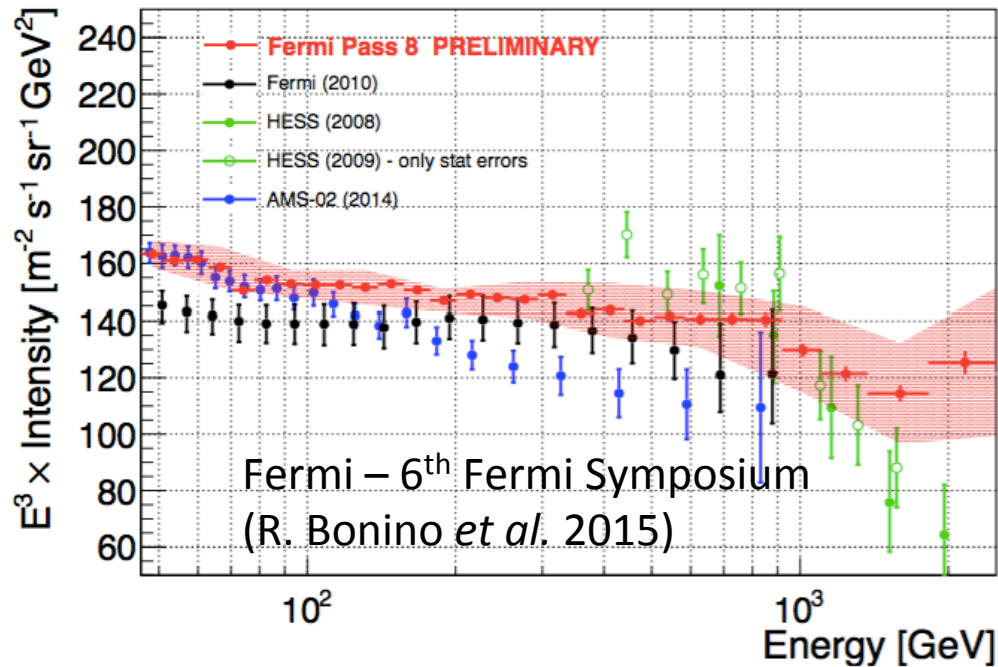 E³ × Intensity [m⁻² s⁻¹ sr⁻¹ GeV²]
240
220
200
180
160
140
120
100
80
60
Fermi Pass 8 PRELIMINARY
Fermi (2010)
HESS (2008)
HESS (2009) - only stat errors
AMS-02 (2014)
Fermi – 6th Fermi Symposium
(R. Bonino et al. 2015)
10² 10³
Energy [GeV]